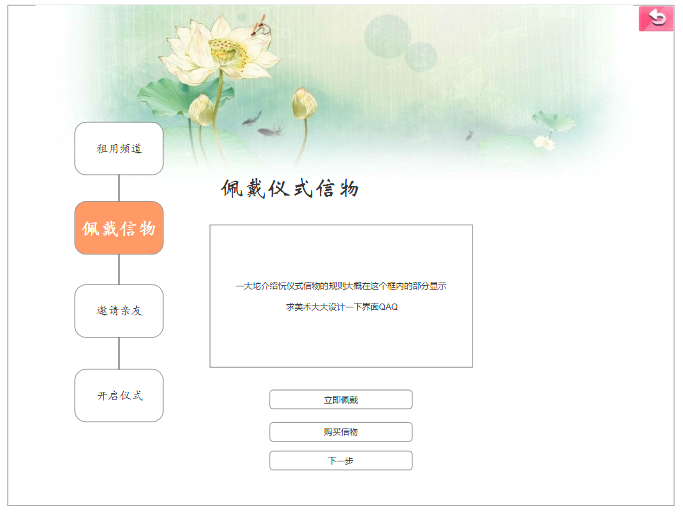 租用频道
佩戴信物
邀请亲友
开启仪式
佩戴仪式信物
一大坨介绍忨仪式信物的规则大概在这个框内的部分显示
求美术大大设计一下界面QAQ
立即佩戴
购买信物
下一步